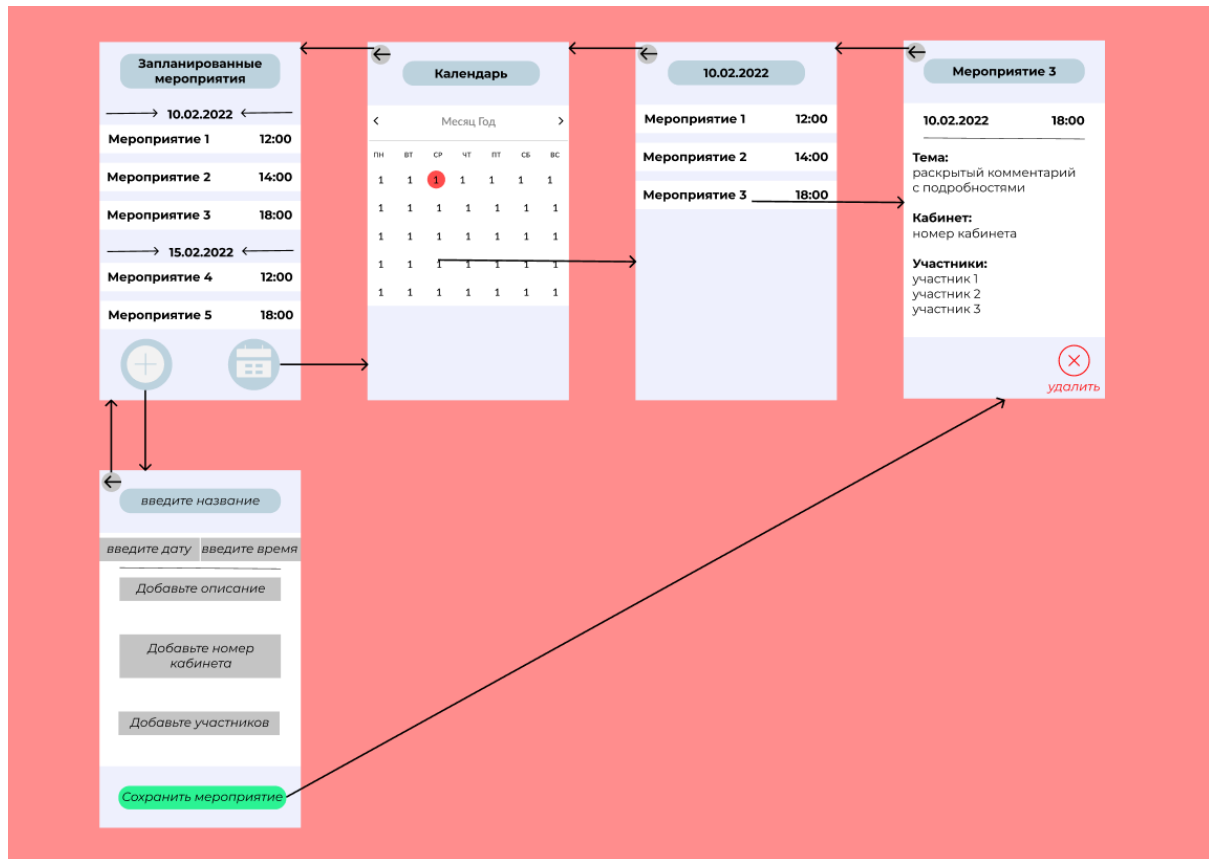 Запланированные
мероприятия
10.02.2022
Мероприятие 1 12:00
Мероприятие 2 14:00
Мероприятие 3 18:00
15.02.2022
Мероприятие 4 12:00
Мероприятие 5 18:00
Календарь
Месяц Год
ПН ВТ СР ЧТ ПТ СБ ВС
1 1 1 1 1 1 1
1 1 1 1 1 1 1
1 1 1 1 1 1 1
1 1 1 1 1 1 1
1 1 1 1 1 1 1
10.02.2022
Мероприятие 1 12:00
Мероприятие 2 14:00
Мероприятие 3 18:00
Мероприятие 3
10.02.2022 18:00
Тема:
раскрытый комментарий
с подробностями
Кабинет:
номер кабинета
Участники:
участник 1
участник 2
участник 3
удалить
введите название
введите дату введите время
Добавьте описание
Добавьте номер
кабинета
Добавьте участников
Сохранить мероприятие